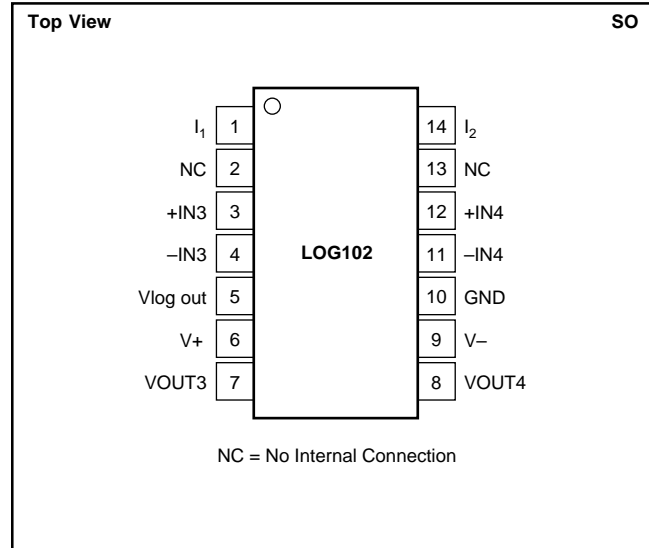 Top View SO
I₁ 1 14 I₂
NC 2 13 NC
+IN3 3 12 +IN4
–IN3 4 LOG102 11 –IN4
Vlog out 5 10 GND
V+ 6 9 V–
VOUT3 7 8 VOUT4
NC = No Internal Connection